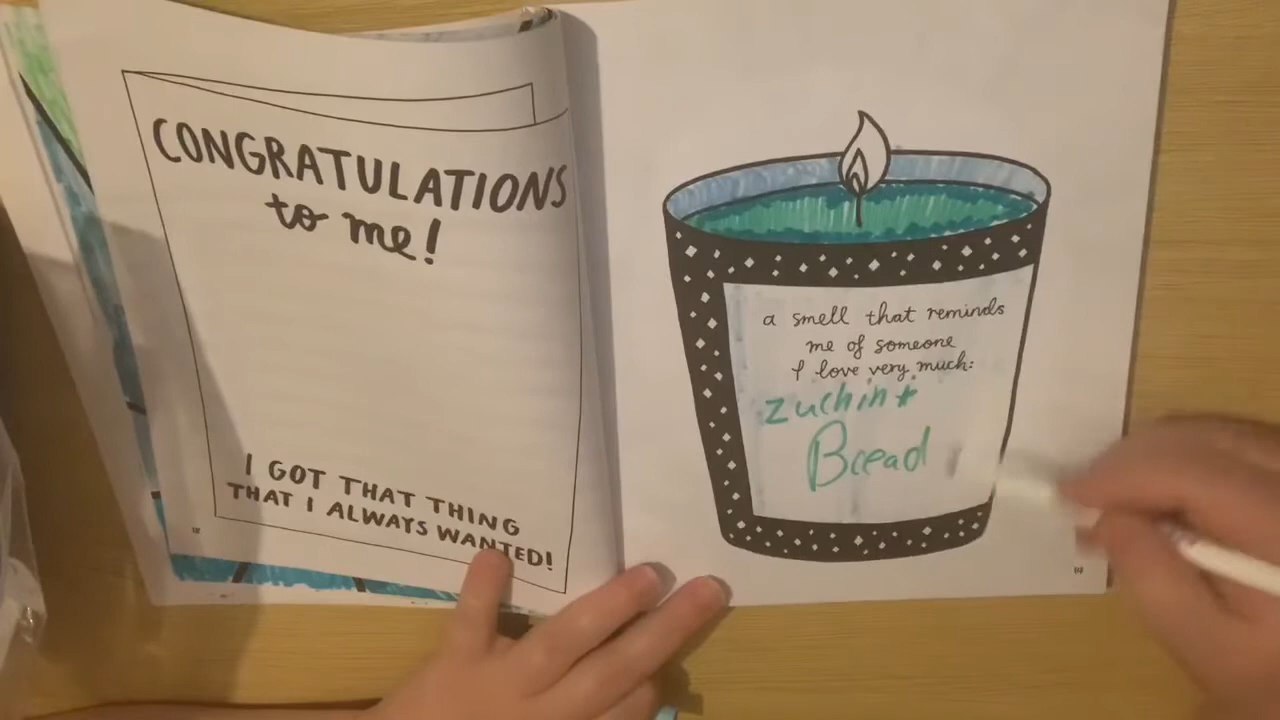 CONGRATULATIONS
to me!
I GOT THAT THING
THAT I ALWAYS WANTED!
a smell that reminds
me of someone
I love very much:
zuchini
Bread